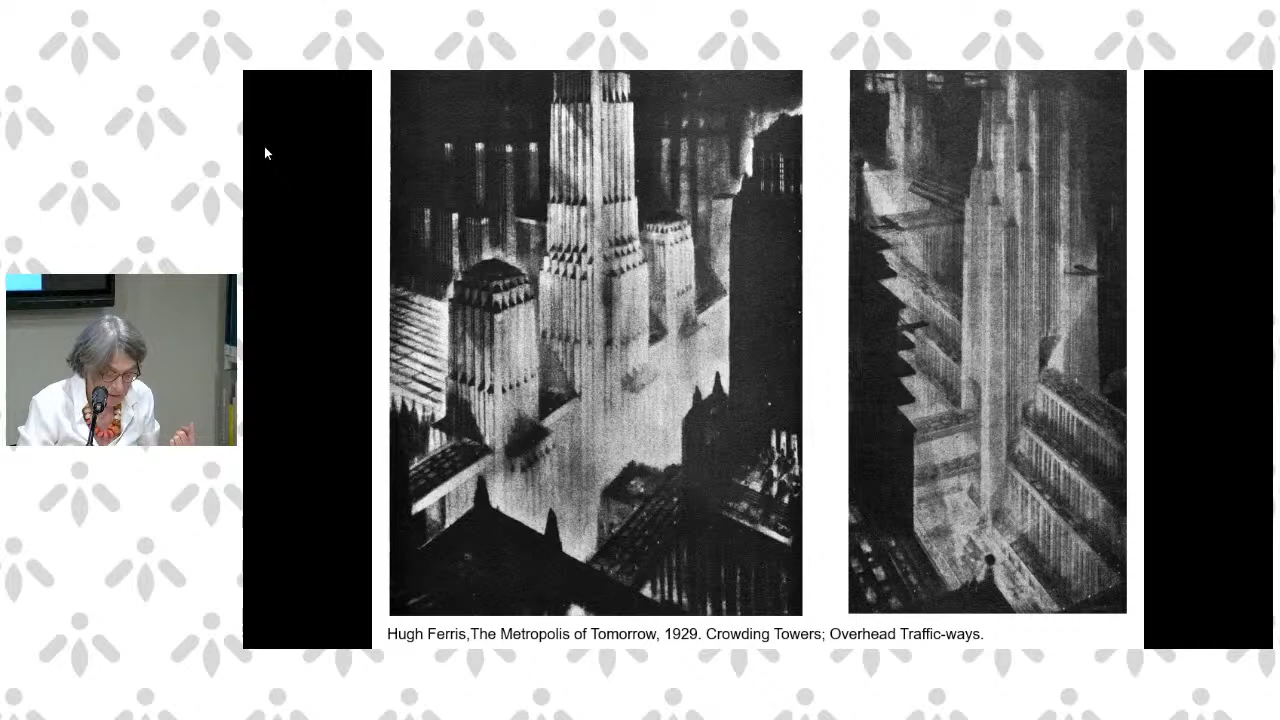 Hugh Ferris,The Metropolis of Tomorrow, 1929. Crowding Towers; Overhead Traffic-ways.